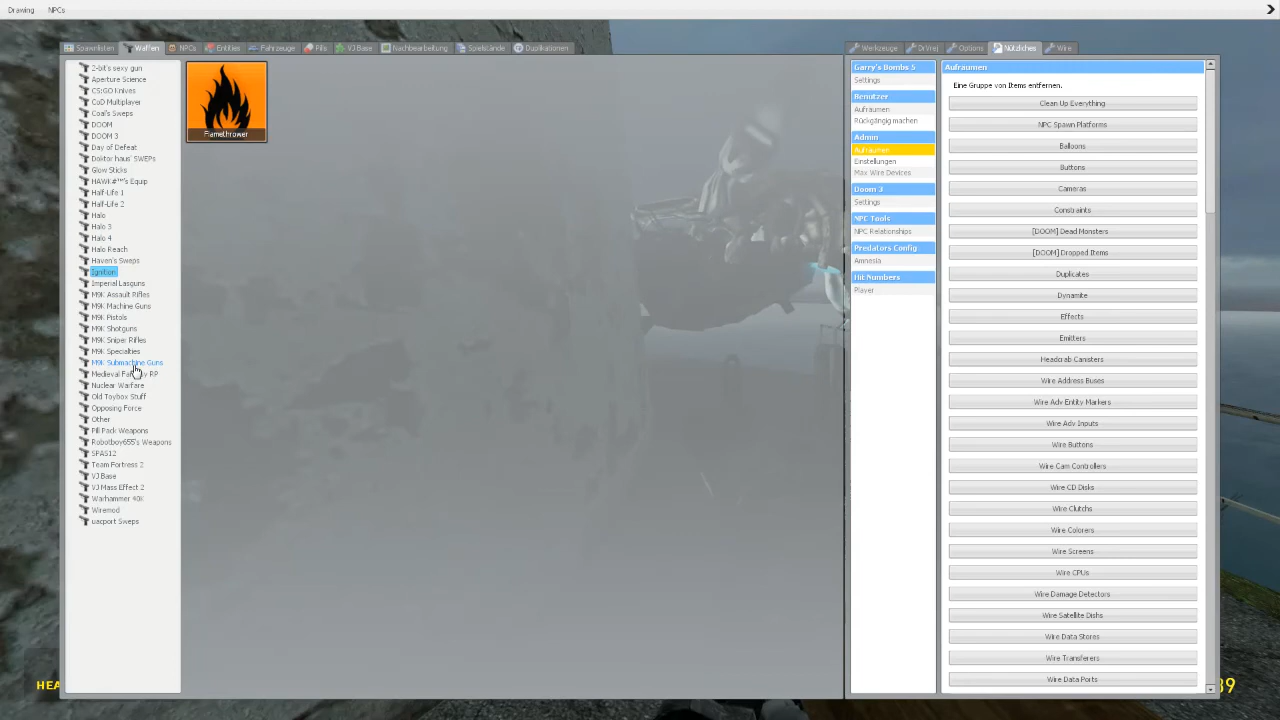 Drawing NPCs
Spawnlisten Waffen NPCs Entities Fahrzeuge Pills VJ Base Nachbearbeitung Spielstände Duplikationen
Werkzeuge DrVrej Options Nützliches Wire
2-bit's sexy gun
Aperture Science
CS:GO Knives
CoD Multiplayer
Coal's Sweps
DOOM
DOOM 3
Day of Defeat
Doktor haus' SWEPs
Glow Sticks
Half-Life 1
Half-Life 2
Halo
Halo 3
Halo 4
Halo Reach
Haven's Sweps
Ignition
Imperial Lasguns
M9K Assault Rifles
M9K Machine Guns
M9K Pistols
M9K Shotguns
M9K Sniper Rifles
M9K Specialties
M9K Submachine Guns
Medieval Fantasy RP
Nuclear Warfare
Old Toybox Stuff
Opposing Force
Other
Pill Pack Weapons
Robotboy655's Weapons
SPAS12
Team Fortress 2
VJ Base
VJ Mass Effect 2
Warhammer 40K
Wiremod
uacport Sweps
Flamethrower
Garry's Bombs 5
Settings
Benutzer
Aufräumen
Rückgängig machen
Admin
Aufräumen
Einstellungen
Max Wire Devices
Doom 3
Settings
NPC Tools
NPC Relationships
Predators Config
Amnesia
Hit Numbers
Player
Aufräumen
Eine Gruppe von Items entfernen.
Clean Up Everything
NPC Spawn Platforms
Balloons
Buttons
Cameras
Constraints
[DOOM] Dead Monsters
[DOOM] Dropped Items
Duplicates
Dynamite
Effects
Emitters
Headcrab Canisters
Wire Address Buses
Wire Adv Entity Markers
Wire Adv Inputs
Wire Buttons
Wire Cam Controllers
Wire CD Disks
Wire Clutchs
Wire Colorers
Wire Screens
Wire CPUs
Wire Damage Detectors
Wire Satellite Dishs
Wire Data Stores
Wire Transferers
Wire Data Ports
HEA
39